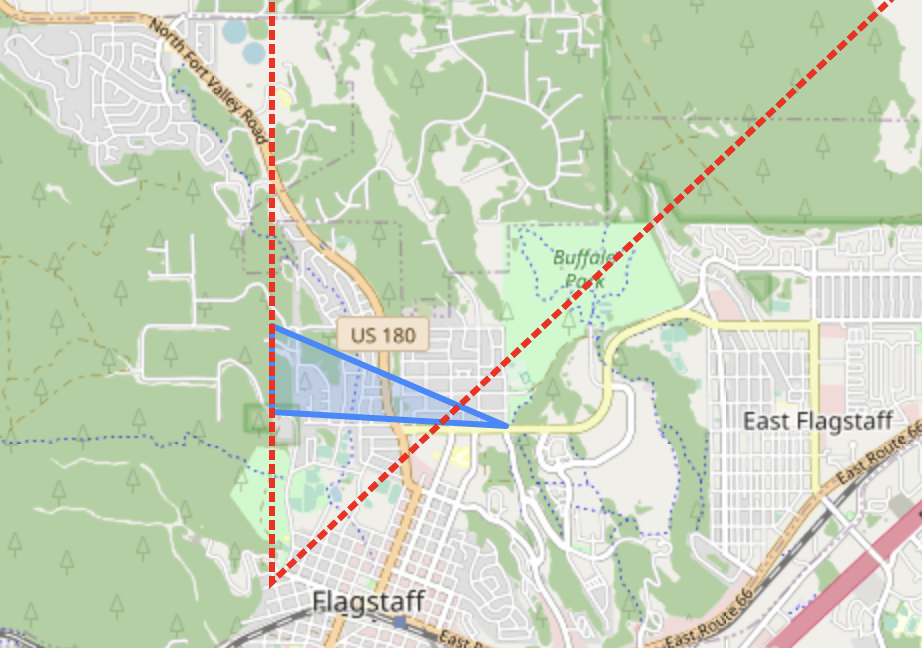 North Fort Valley Road
Buffalo
Park
US 180
East Flagstaff
East Route 66
Flagstaff
East Route 66